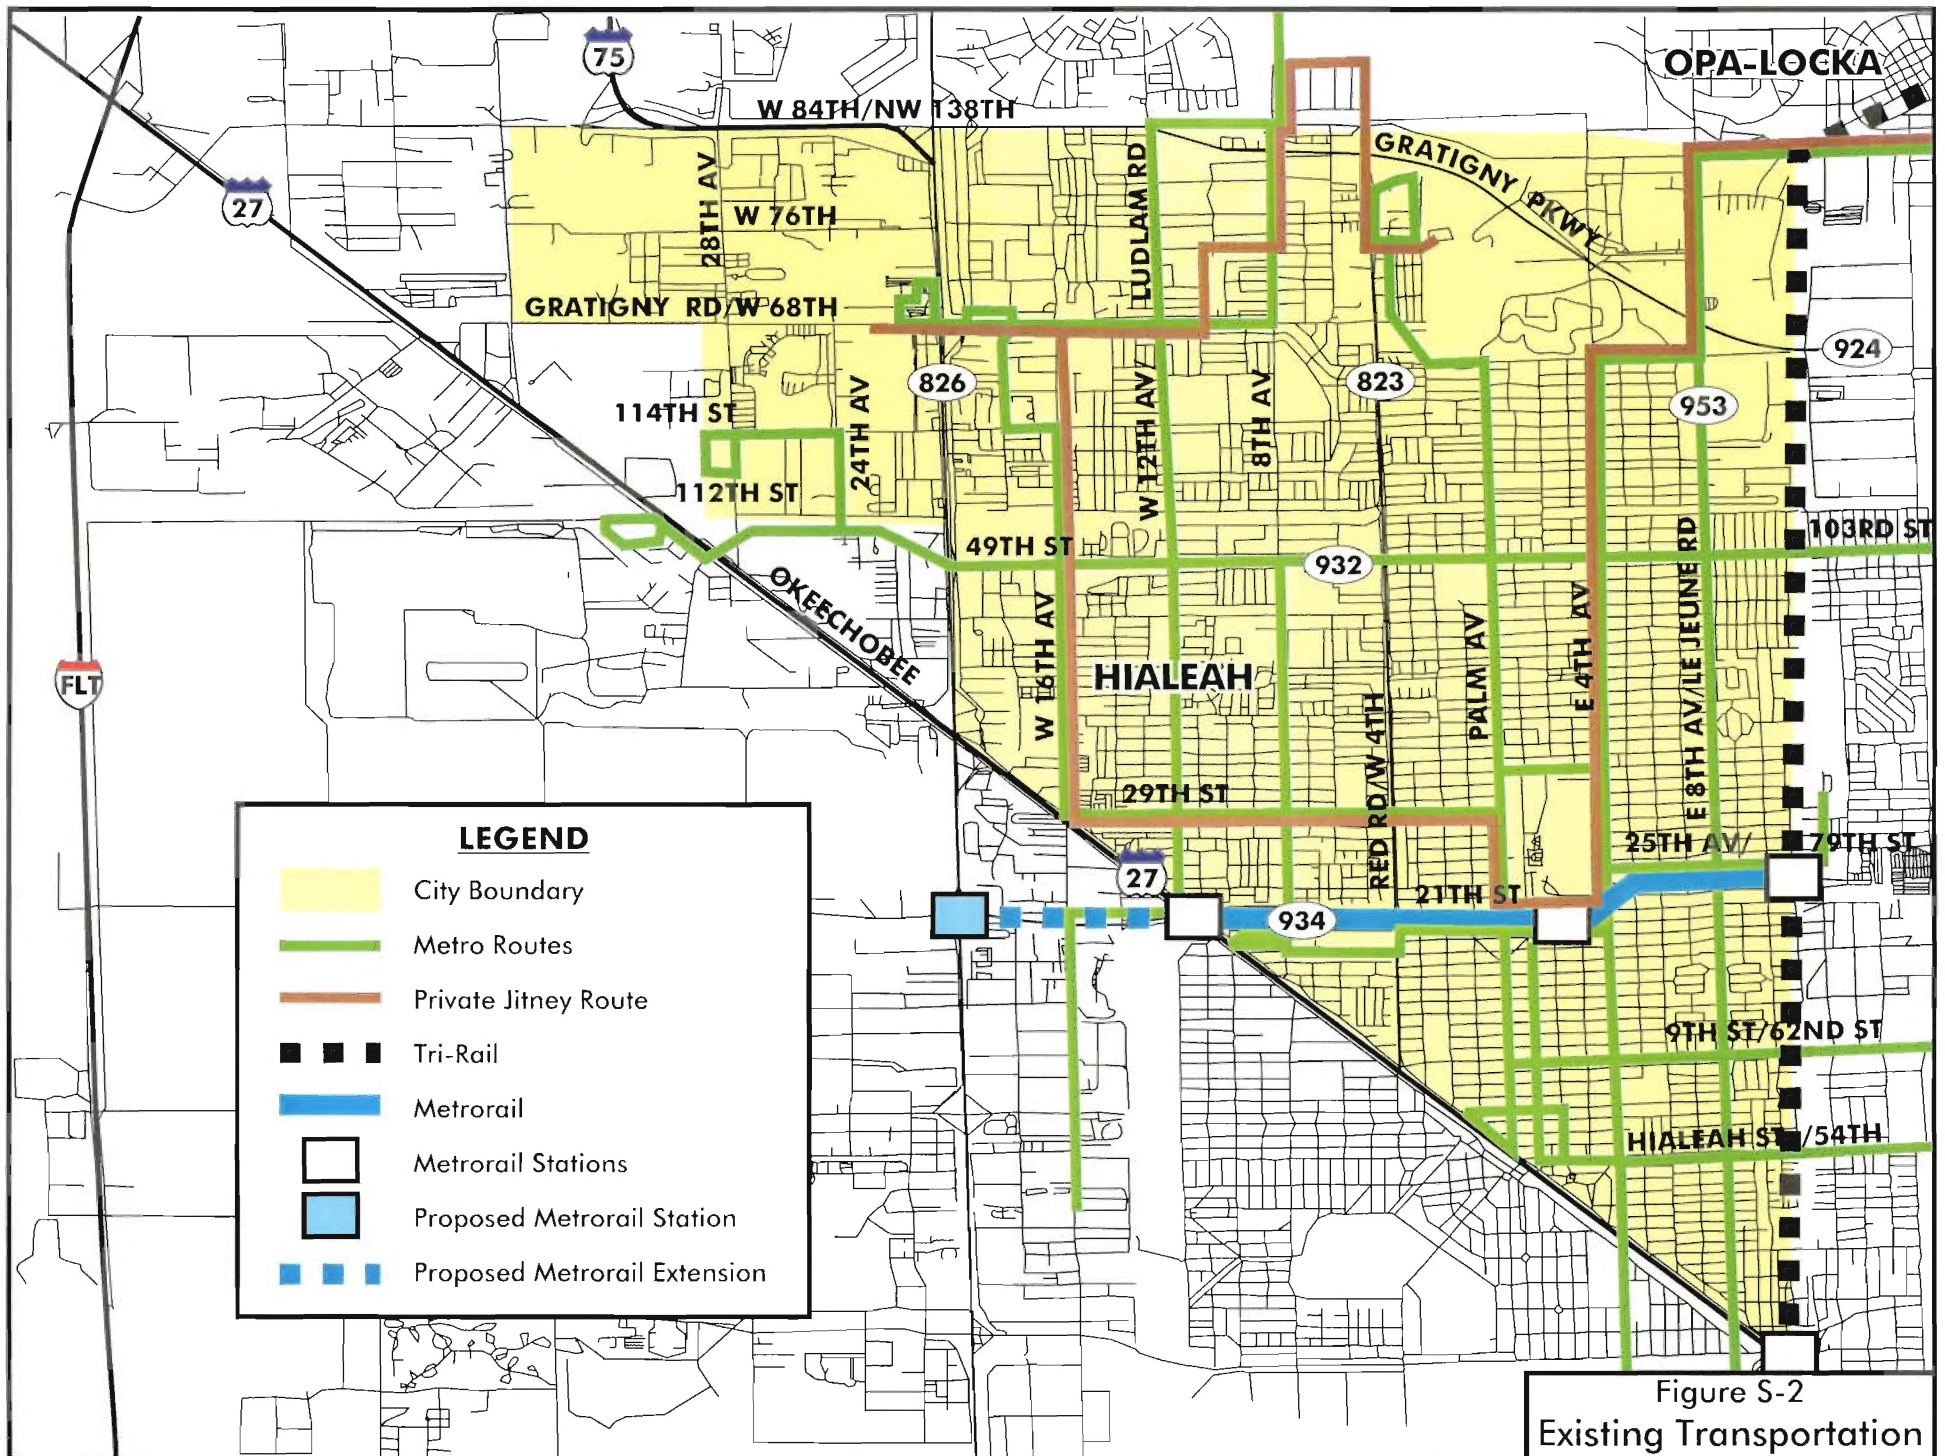 75
OPA-LOCKA
W 84TH/NW 138TH
GRATIGNY PKWY
LUDLAM RD
28TH AV
W 76TH
27
GRATIGNY RD/W 68TH
924
826
823
953
114TH ST
24TH AV
W 12TH AV
8TH AV
112TH ST
49TH ST
932
103RD ST
OKEECHOBEE
W 16TH AV
HIALEAH
RED RD/W 4TH
PALM AV
E 4TH AV
E 8TH AV/LE JEUNE RD
FLT
29TH ST
25TH AV/
79TH ST
27
21TH ST
934
9TH ST/62ND ST
HIALEAH ST /54TH
LEGEND
City Boundary
Metro Routes
Private Jitney Route
Tri-Rail
Metrorail
Metrorail Stations
Proposed Metrorail Station
Proposed Metrorail Extension
Figure S-2
Existing Transportation